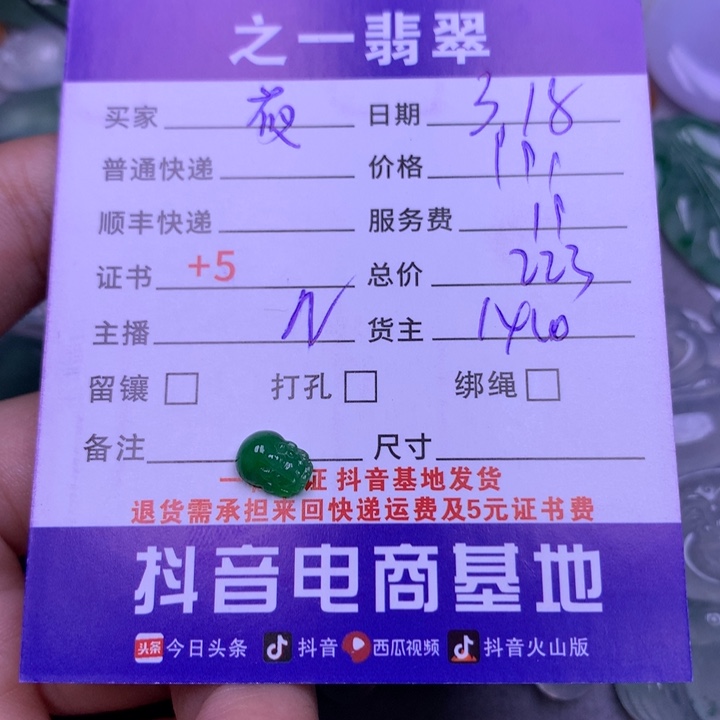 之一翡翠
买家 夜 日期 3.18
普通快递 价格
顺丰快递 服务费
证书 +5 总价 223
主播 N 货主
留镶 打孔 绑绳
备注 尺寸
一 证 抖音基地发货
退货需承担来回快递运费及5元证书费
抖音电商基地
头条 今日头条 抖音 西瓜视频 抖音火山版